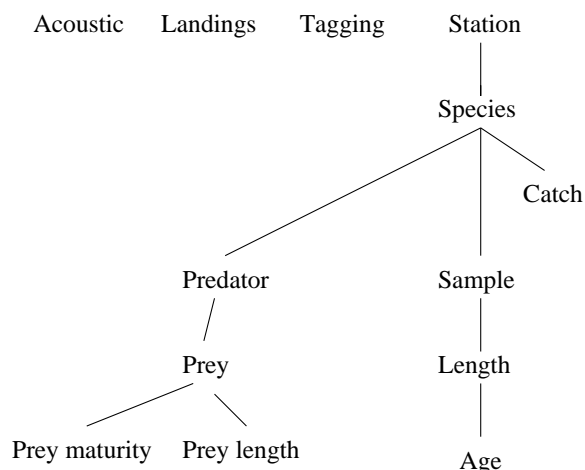 Acoustic Landings Tagging Station
Species
Catch
Predator Sample
Prey Length
Prey maturity Prey length Age